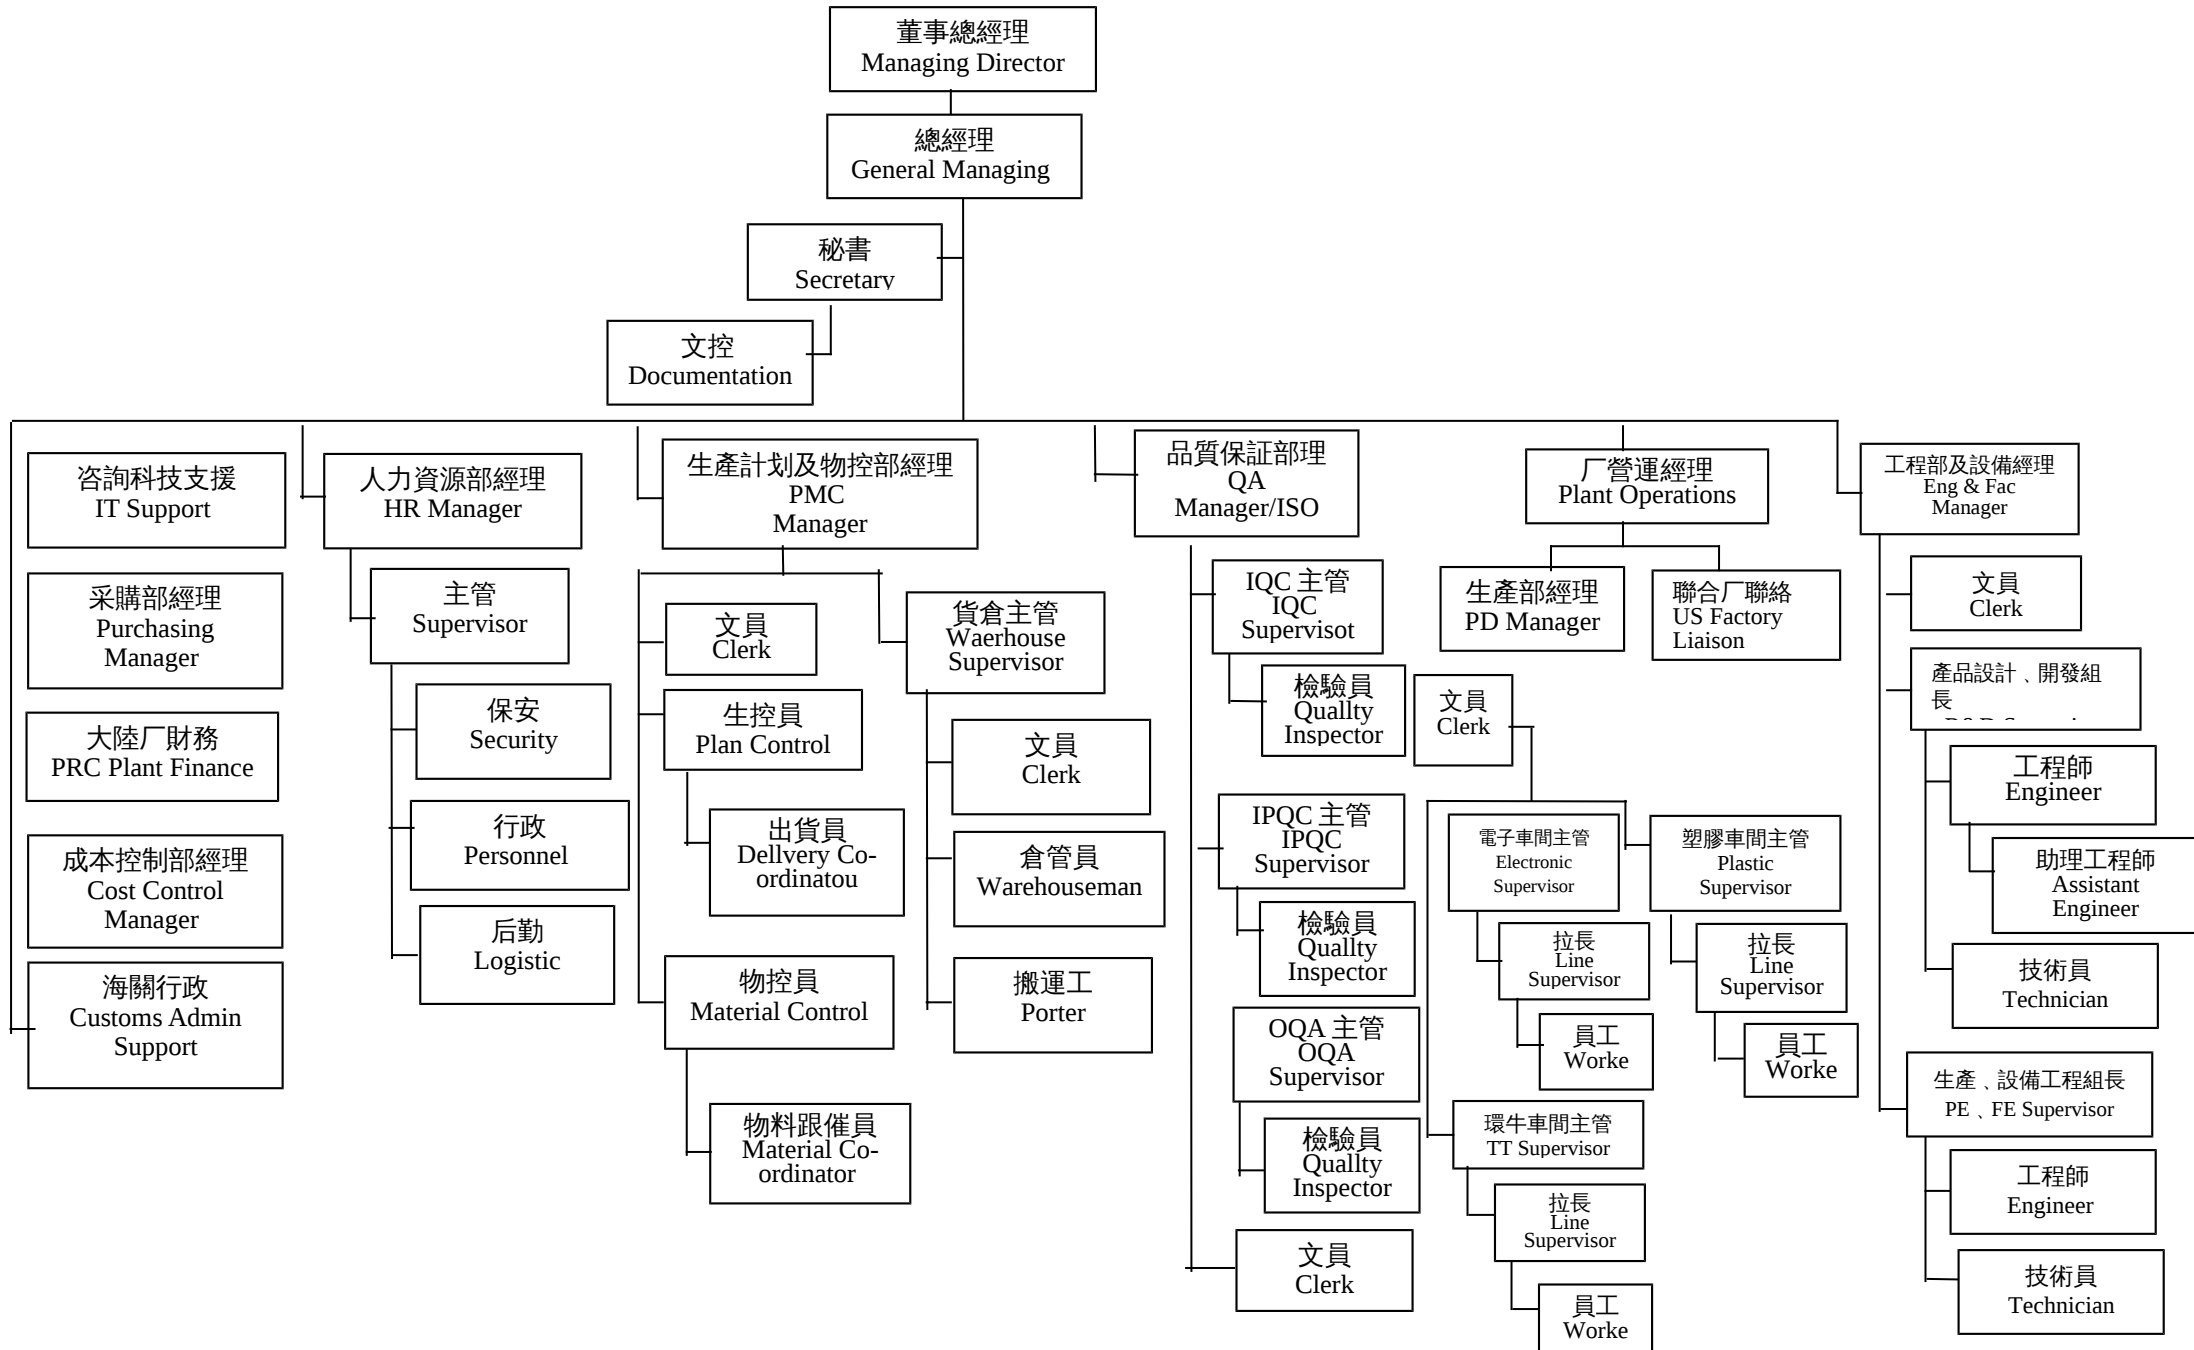 董事總經理
Managing Director
總經理
General Managing
秘書
Secretary
文控
Documentation
咨詢科技支援
IT Support
采購部經理
Purchasing
Manager
大陸厂財務
PRC Plant Finance
成本控制部經理
Cost Control
Manager
海關行政
Customs Admin
Support
人力資源部經理
HR Manager
主管
Supervisor
保安
Security
行政
Personnel
后勤
Logistic
生產計划及物控部經理
PMC
Manager
文員
Clerk
生控員
Plan Control
出貨員
Dellvery Co-
ordinatou
物控員
Material Control
物料跟催員
Material Co-
ordinator
貨倉主管
Waerhouse
Supervisor
文員
Clerk
倉管員
Warehouseman
搬運工
Porter
品質保証部理
QA
Manager/ISO
IQC 主管
IQC
Supervisot
檢驗員
Quallty
Inspector
IPQC 主管
IPQC
Supervisor
檢驗員
Quallty
Inspector
OQA 主管
OQA
Supervisor
檢驗員
Quallty
Inspector
文員
Clerk
厂營運經理
Plant Operations
生產部經理
PD Manager
聯合厂聯絡
US Factory
Liaison
文員
Clerk
電子車間主管
Electronic
Supervisor
拉長
Line
Supervisor
員工
Worke
塑膠車間主管
Plastic
Supervisor
拉長
Line
Supervisor
員工
Worke
環牛車間主管
TT Supervisor
拉長
Line
Supervisor
員工
Worke
工程部及設備經理
Eng & Fac
Manager
文員
Clerk
產品設計﹑開發組
長
工程師
Engineer
助理工程師
Assistant
Engineer
技術員
Technician
生產﹑設備工程組長
PE﹑FE Supervisor
工程師
Engineer
技術員
Technician